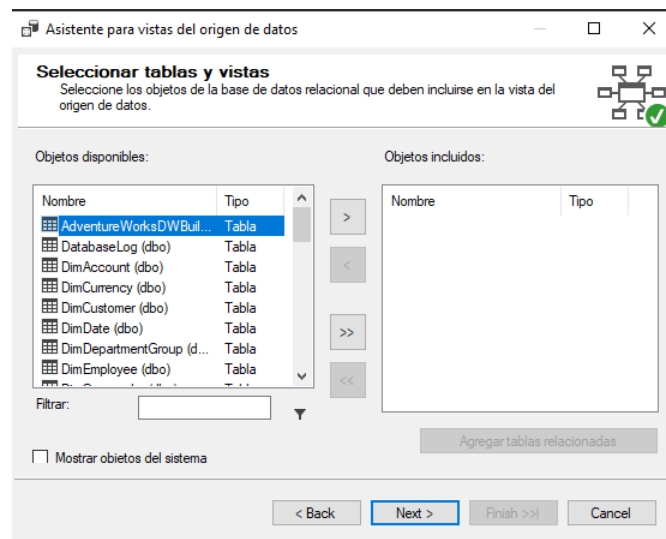 Asistente para vistas del origen de datos
Seleccionar tablas y vistas
Seleccione los objetos de la base de datos relacional que deben incluirse en la vista del
origen de datos.
Objetos disponibles:
Objetos incluidos:
Nombre Tipo
Nombre Tipo
AdventureWorksDWBuil... Tabla
DatabaseLog (dbo) Tabla
DimAccount (dbo) Tabla
DimCurrency (dbo) Tabla
DimCustomer (dbo) Tabla
DimDate (dbo) Tabla
DimDepartmentGroup (d... Tabla
DimEmployee (dbo) Tabla
>
<
>>
<<
Filtrar:
Agregar tablas relacionadas
Mostrar objetos del sistema
< Back
Next >
Finish >>|
Cancel